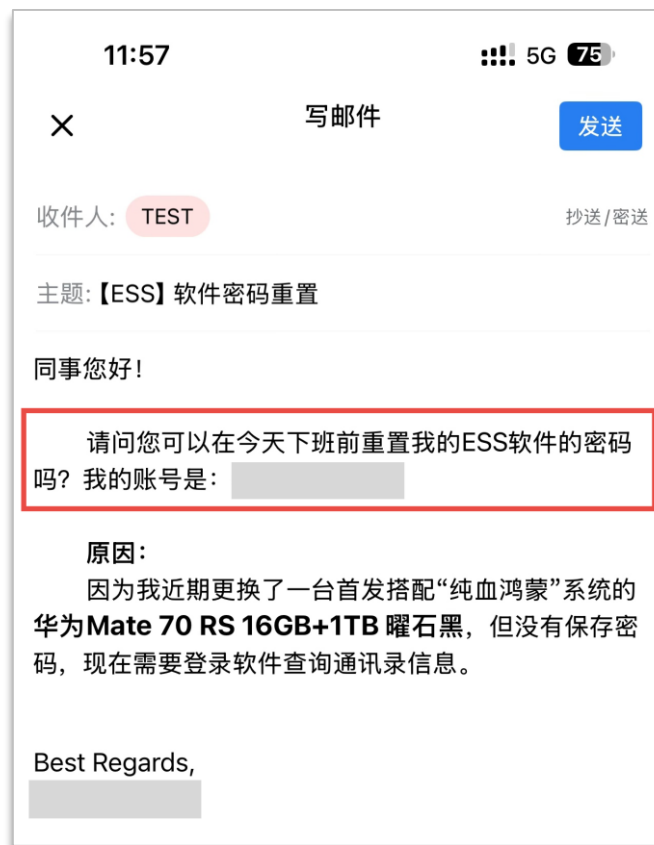 11:57 5G 75
写邮件
发送
收件人: TEST 抄送/密送
主题:【ESS】软件密码重置
同事您好！
请问您可以在今天下班前重置我的ESS软件的密码
吗？我的账号是：
原因：
因为我近期更换了一台首发搭配“纯血鸿蒙”系统的
华为Mate 70 RS 16GB+1TB 曜石黑，但没有保存密
码，现在需要登录软件查询通讯录信息。
Best Regards,